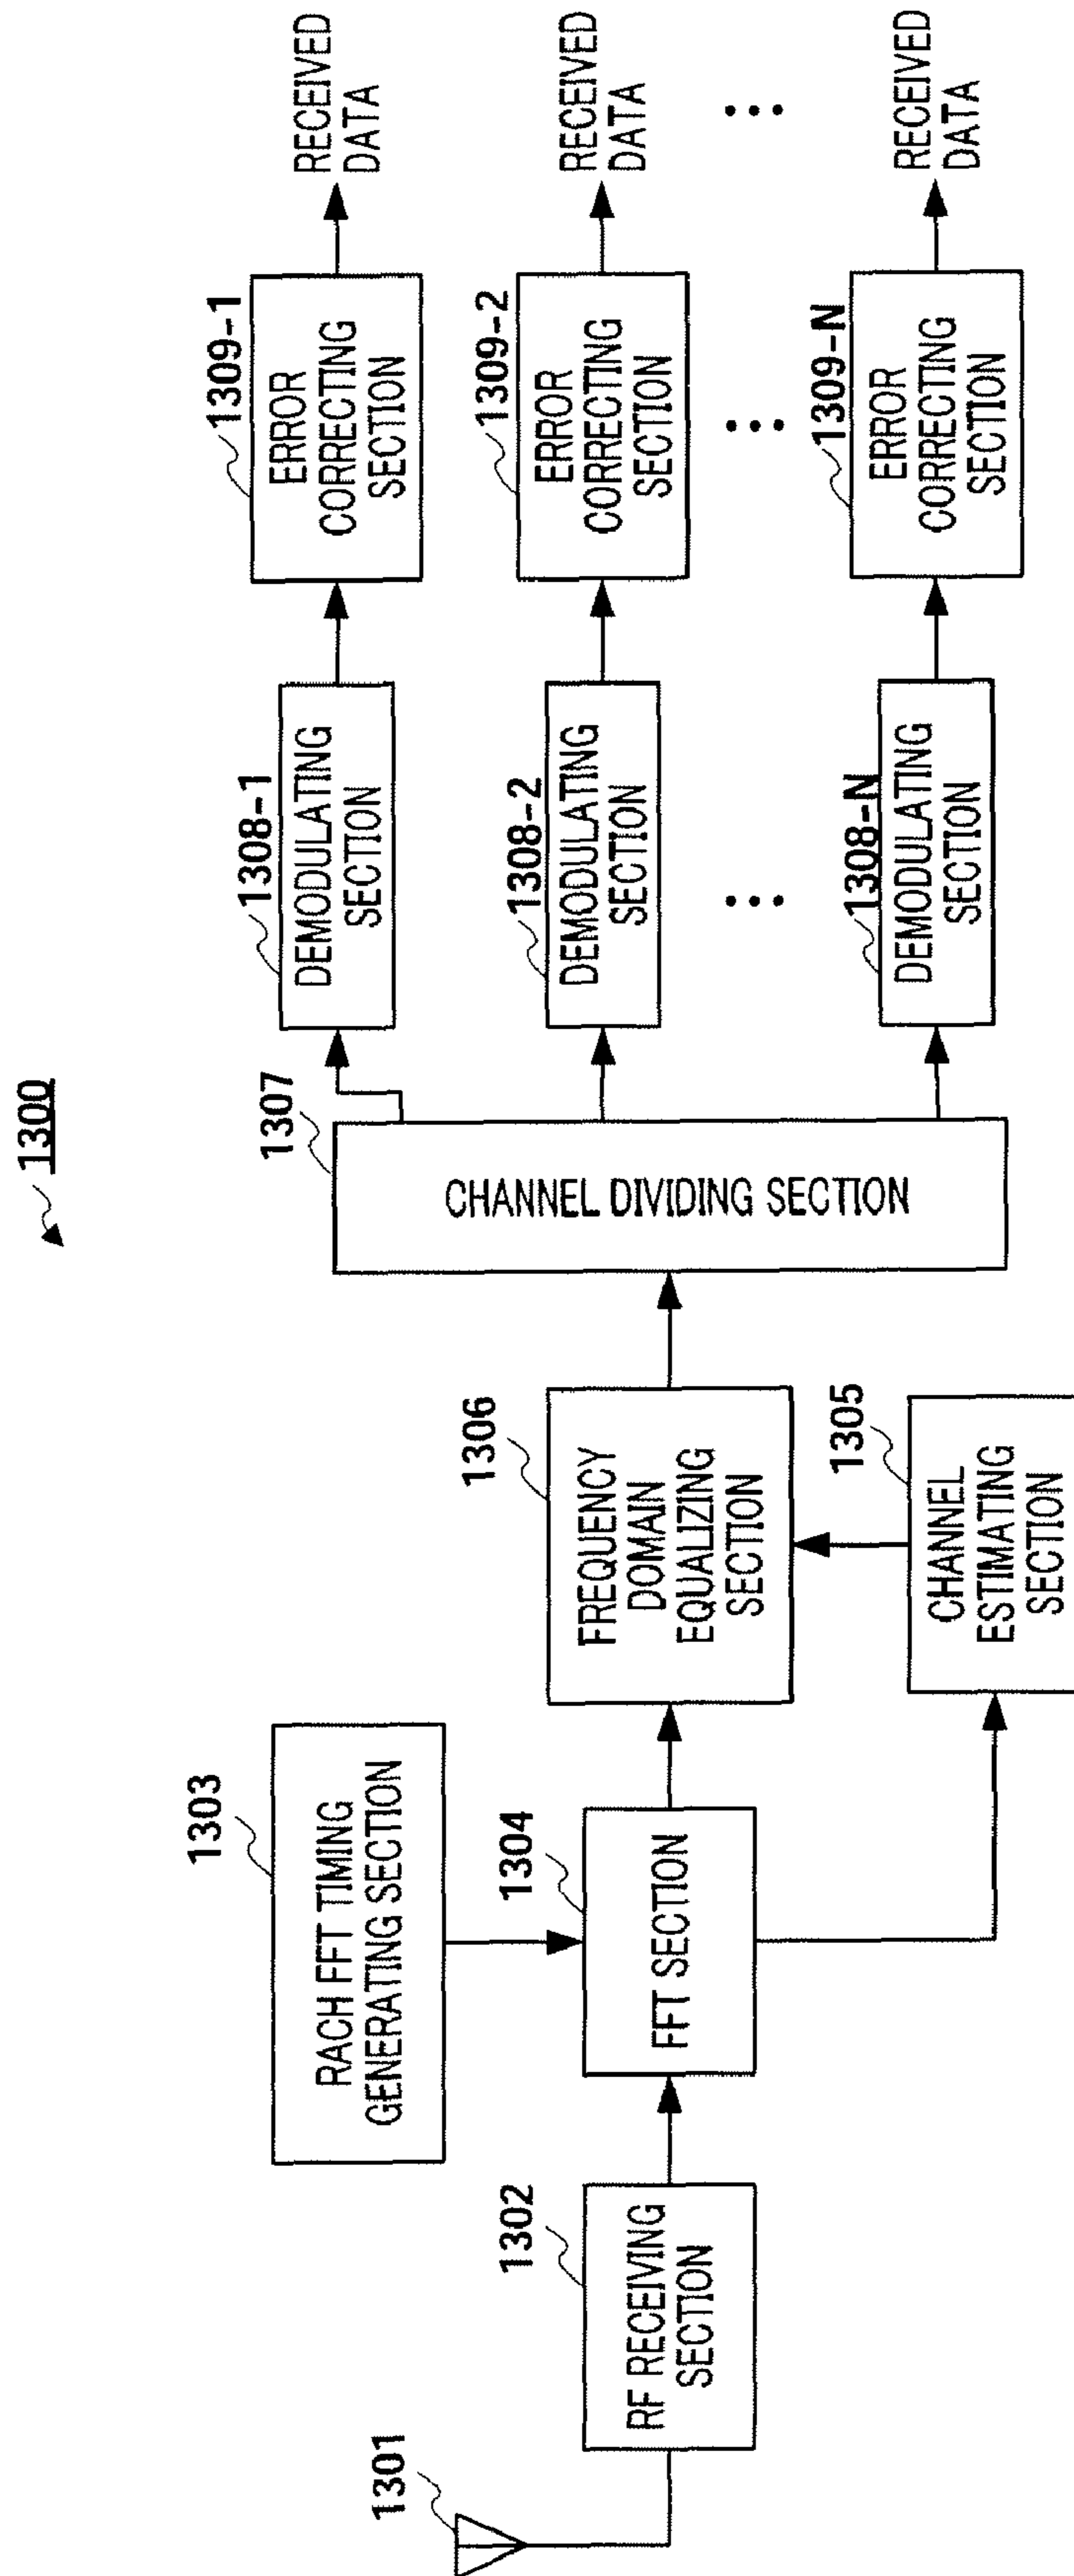 1300
1301
1302
RF RECEIVING
SECTION
1303
RACH FFT TIMING
GENERATING SECTION
1304
FFT SECTION
1306
FREQUENCY
DOMAIN
EQUALIZING
SECTION
1305
CHANNEL
ESTIMATING
SECTION
1307
CHANNEL DIVIDING SECTION
1308-1
DEMODULATING
SECTION
1309-1
ERROR
CORRECTING
SECTION
RECEIVED
DATA
1308-2
DEMODULATING
SECTION
1309-2
ERROR
CORRECTING
SECTION
RECEIVED
DATA
...
...
...
1308-N
DEMODULATING
SECTION
1309-N
ERROR
CORRECTING
SECTION
RECEIVED
DATA